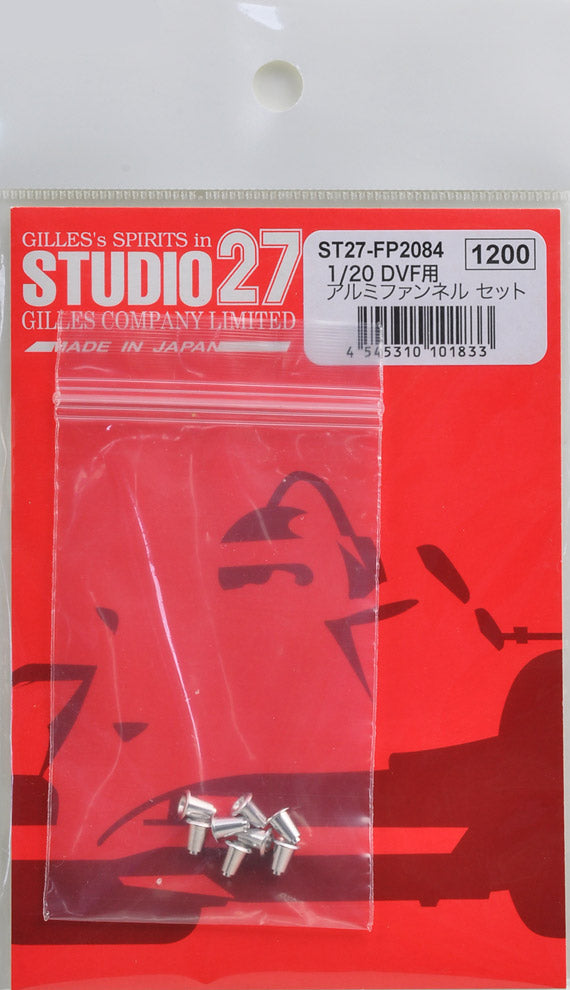 GILLES's SPIRITS in
STUDIO27
GILLES COMPANY LIMITED
MADE IN JAPAN
ST27-FP2084
1200
1/20 DVF用
アルミファンネル セット
4 545310 101833